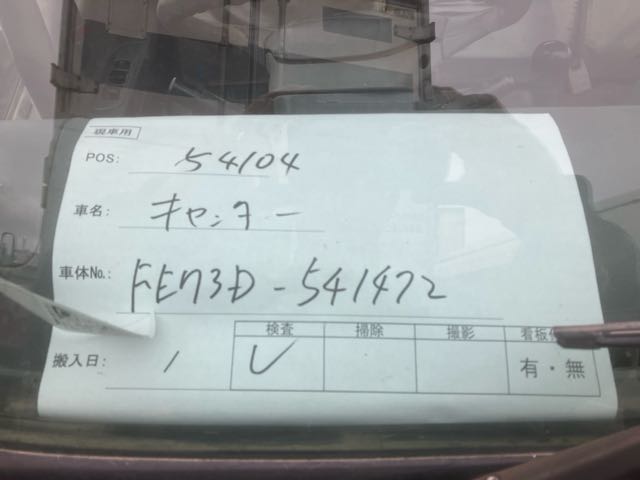 現車用
POS: 54104
車名: キャンター
車体No.: FE73D-541472
検査 掃除 撮影 看板
搬入日: / レ 有・無